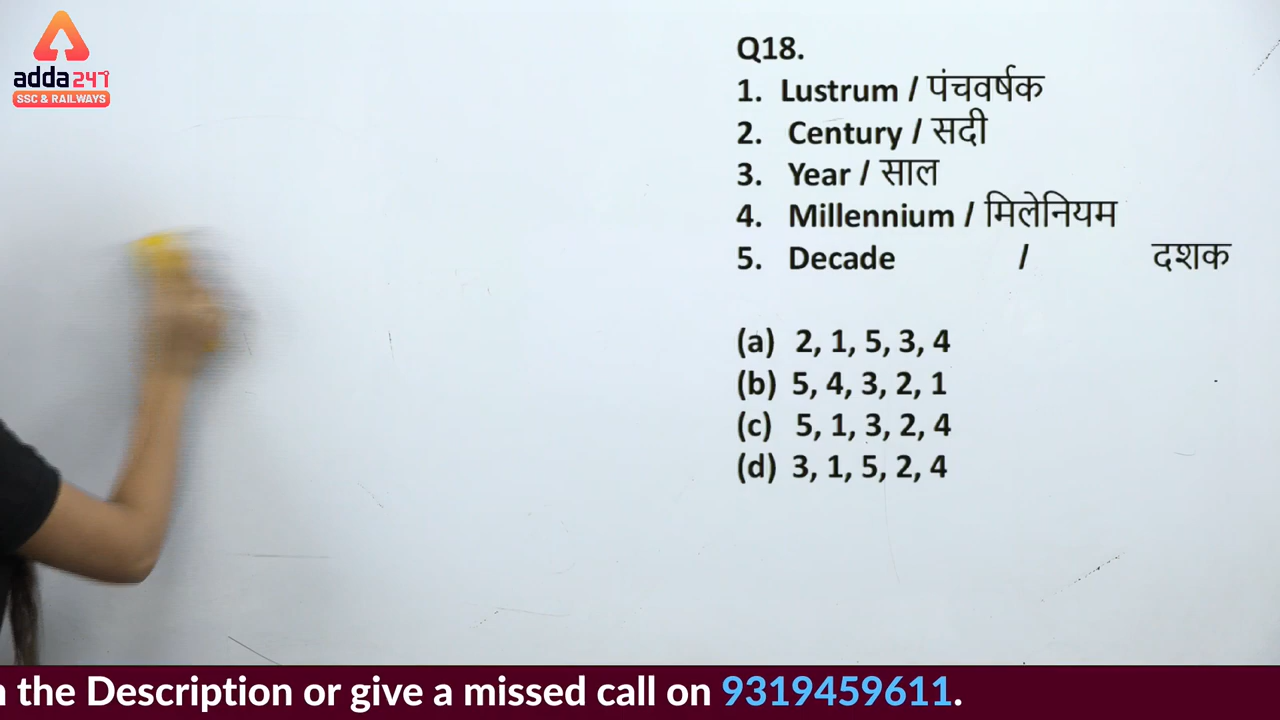 adda247
SSC & RAILWAYS
Q18.
1. Lustrum / पंचवर्षक
2. Century / सदी
3. Year / साल
4. Millennium / मिलेनियम
5. Decade / दशक
(a) 2, 1, 5, 3, 4
(b) 5, 4, 3, 2, 1
(c) 5, 1, 3, 2, 4
(d) 3, 1, 5, 2, 4
the Description or give a missed call on 9319459611.